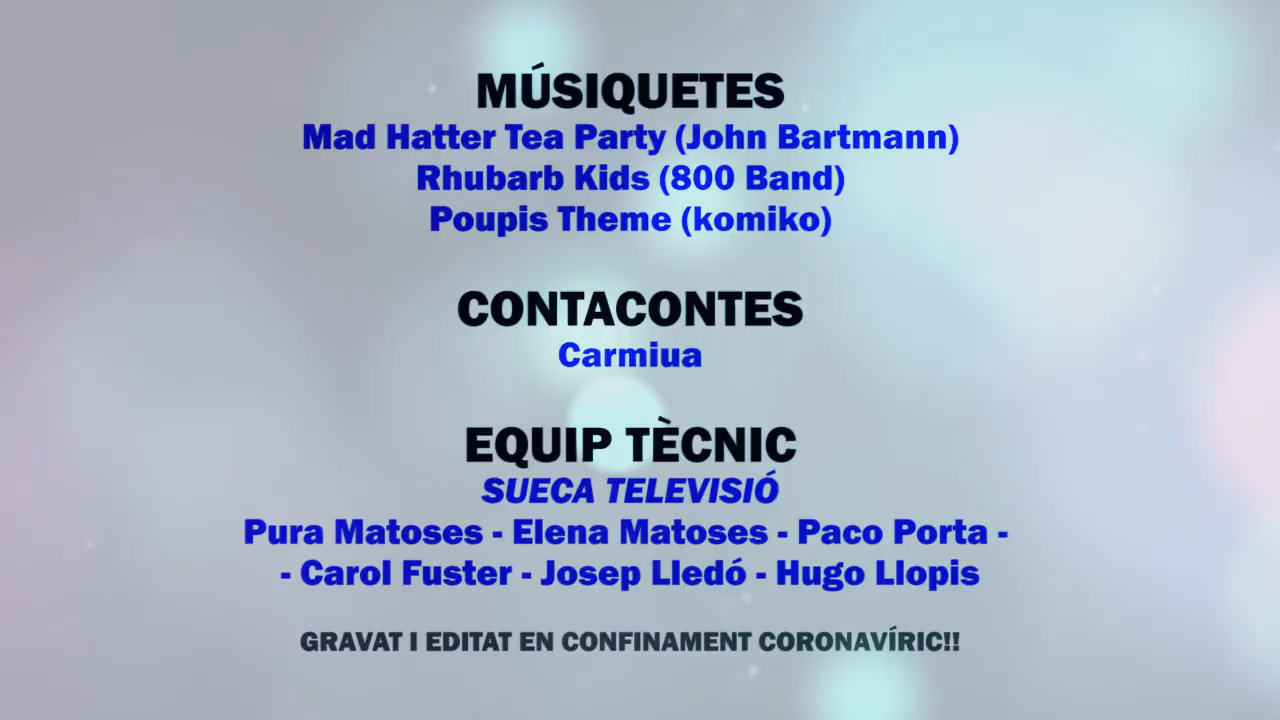 MÚSIQUETES
Mad Hatter Tea Party (John Bartmann)
Rhubarb Kids (800 Band)
Poupis Theme (komiko)
CONTACONTES
Carmiua
EQUIP TÈCNIC
SUECA TELEVISIÓ
Pura Matoses - Elena Matoses - Paco Porta -
- Carol Fuster - Josep Lledó - Hugo Llopis
GRAVAT I EDITAT EN CONFINAMENT CORONAVÍRIC!!